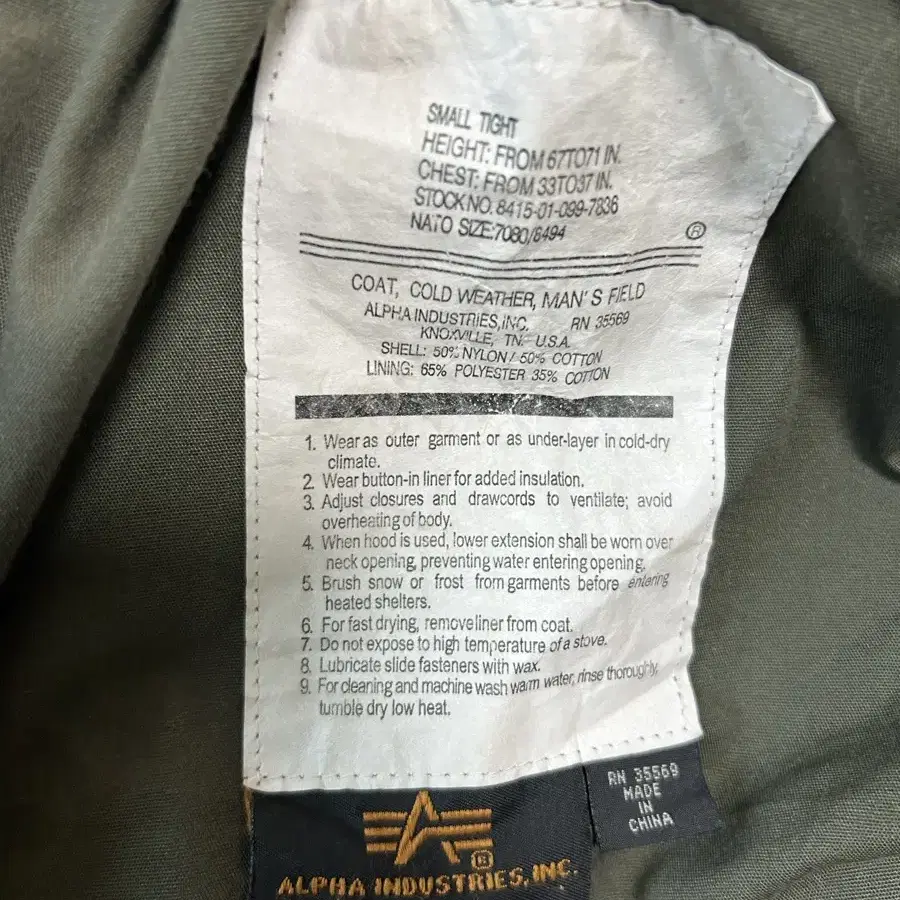 SMALL TIGHT
HEIGHT: FROM 67TO71 IN.
CHEST: FROM 33TO37 IN.
STOCK NO. 8415-01-099-7836
NATO SIZE:7080/8494
®
COAT, COLD WEATHER, MAN'S FIELD
ALPHA INDUSTRIES,INC. RN 35569
KNOXVILLE, TN. U.S.A.
SHELL: 50% NYLON / 50% COTTON
LINING: 65% POLYESTER 35% COTTON
1. Wear as outer garment or as under-layer in cold-dry
climate.
2. Wear button-in liner for added insulation.
3. Adjust closures and drawcords to ventilate; avoid
overheating of body.
4. When hood is used, lower extension shall be worn over
neck opening, preventing water entering opening.
5. Brush snow or frost from garments before entering
heated shelters.
6. For fast drying, remove liner from coat.
7. Do not expose to high temperature of a stove.
8. Lubricate slide fasteners with wax.
9. For cleaning and machine wash warm water, rinse thoroughly,
tumble dry low heat.
RN 35569
MADE
IN
CHINA
®
ALPHA INDUSTRIES, INC.